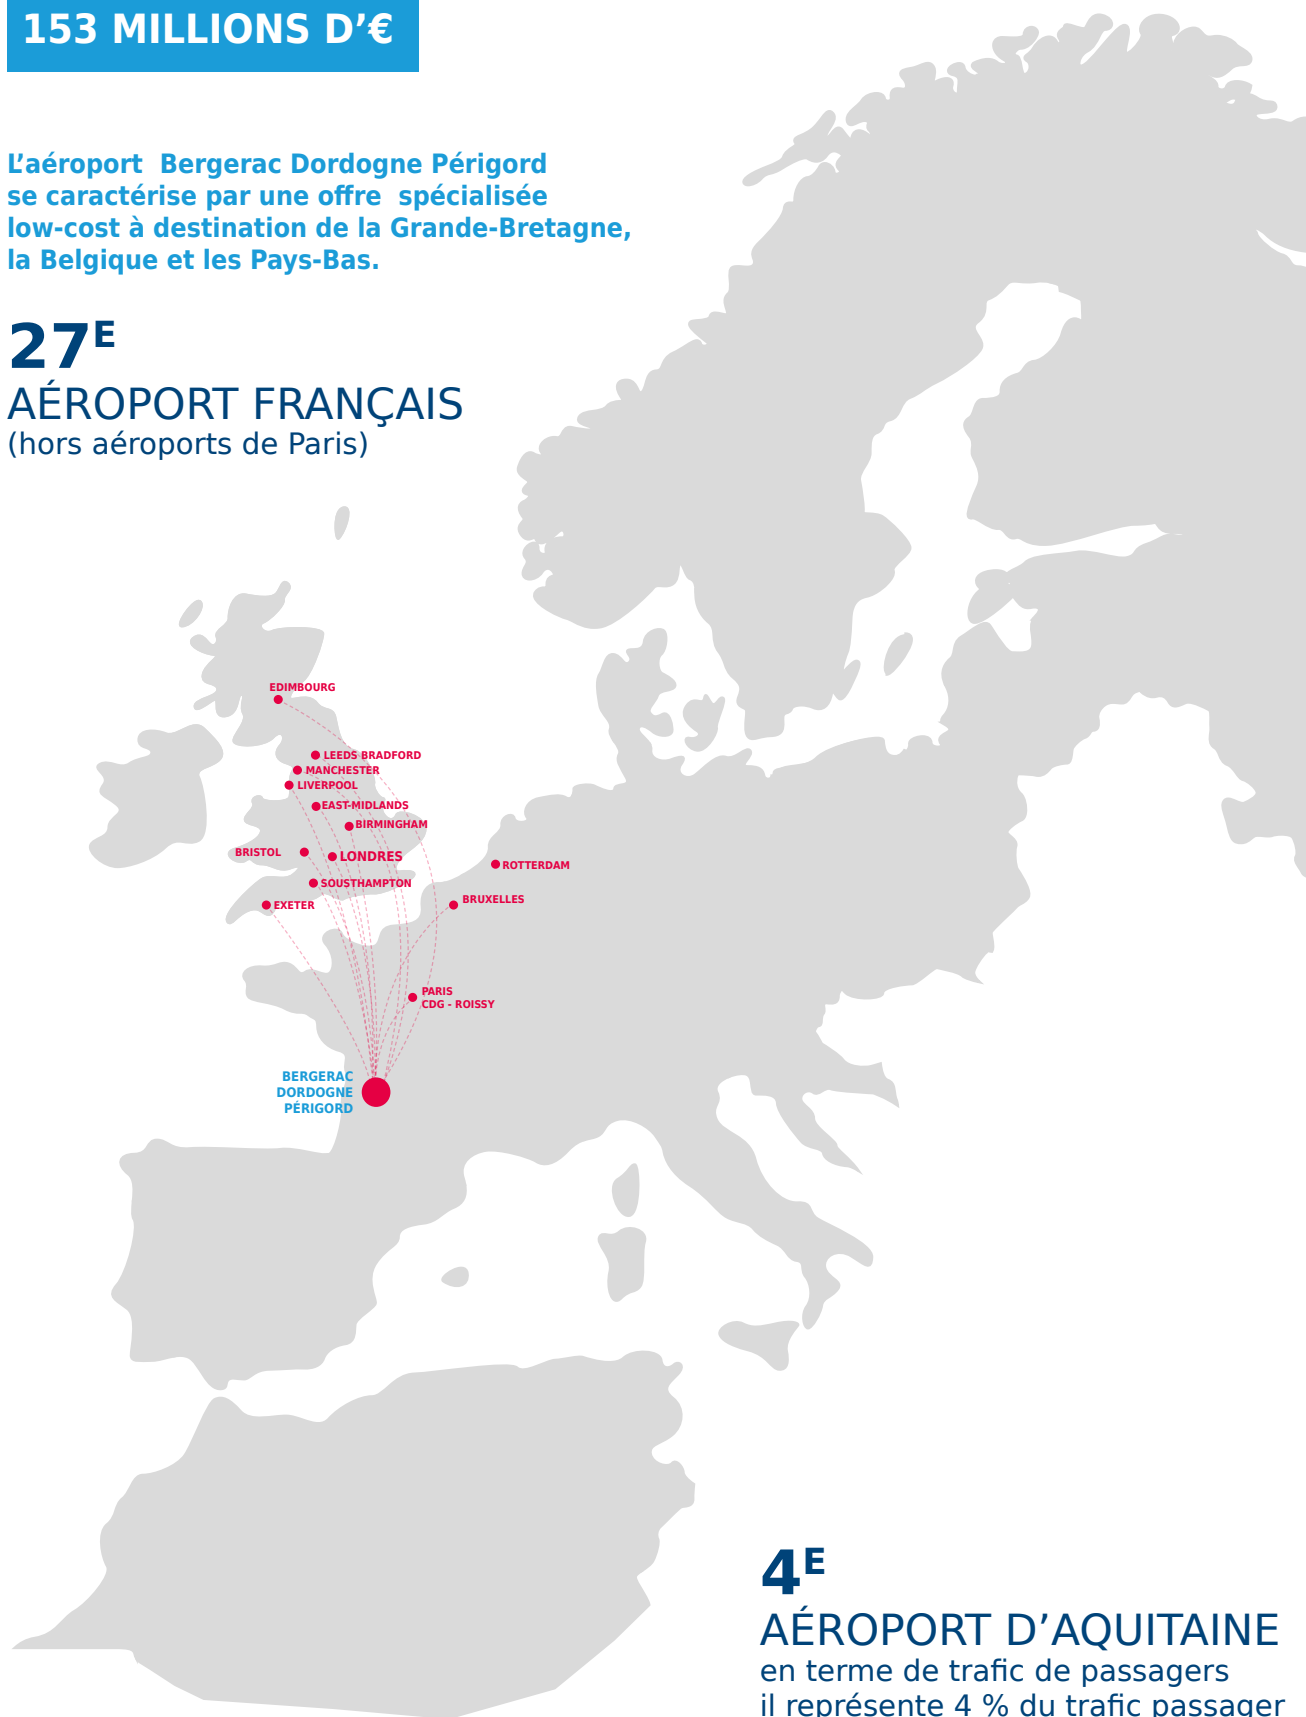 153 MILLIONS D’€
L’aéroport Bergerac Dordogne Périgord
se caractérise par une offre spécialisée
low-cost à destination de la Grande-Bretagne,
la Belgique et les Pays-Bas.
27E
AÉROPORT FRANÇAIS
(hors aéroports de Paris)
EDIMBOURG
LEEDS BRADFORD
MANCHESTER
LIVERPOOL
EAST-MIDLANDS
BIRMINGHAM
BRISTOL
LONDRES
ROTTERDAM
SOUSTHAMPTON
BRUXELLES
EXETER
PARIS
CDG - ROISSY
BERGERAC
DORDOGNE
PÉRIGORD
4E
AÉROPORT D’AQUITAINE
en terme de trafic de passagers
il représente 4 % du trafic passager